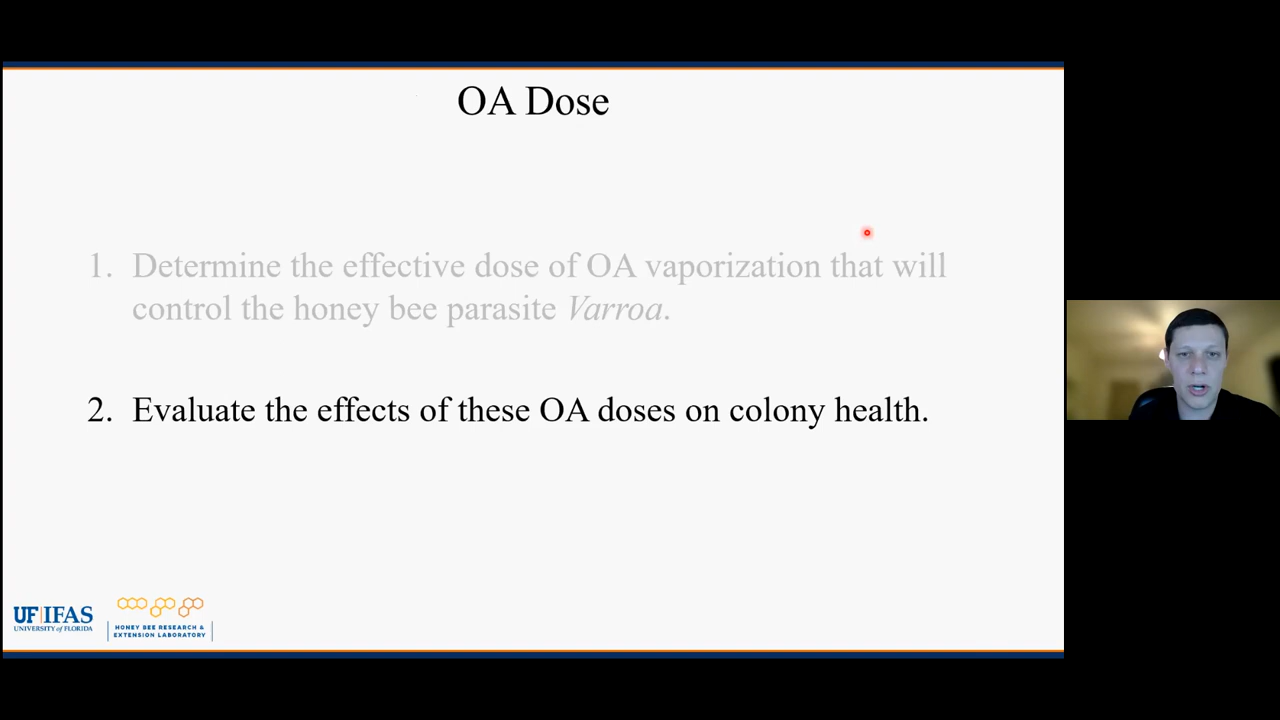 OA Dose
1. Determine the effective dose of OA vaporization that will
control the honey bee parasite Varroa.
2. Evaluate the effects of these OA doses on colony health.
UF|IFAS
UNIVERSITY of FLORIDA
HONEY BEE RESEARCH &
EXTENSION LABORATORY